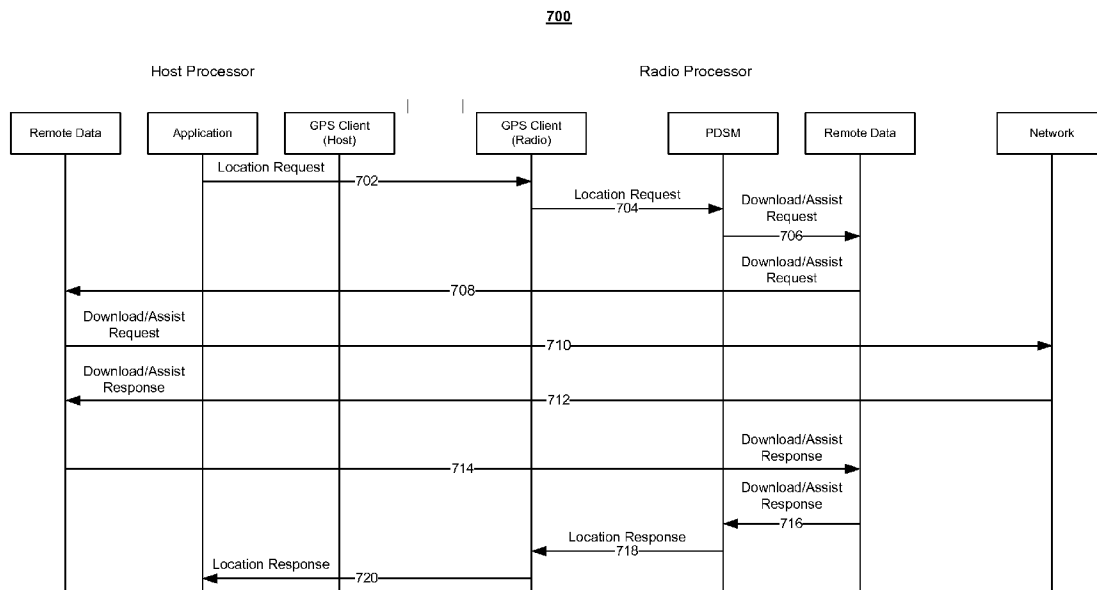 700
Host Processor
Radio Processor
Remote Data
Application
GPS Client
(Host)
GPS Client
(Radio)
PDSM
Remote Data
Network
Location Request
702
Location Request
704
Download/Assist
Request
706
Download/Assist
Request
708
Download/Assist
Request
710
Download/Assist
Response
712
Download/Assist
Response
714
Download/Assist
Response
716
Location Response
718
Location Response
720